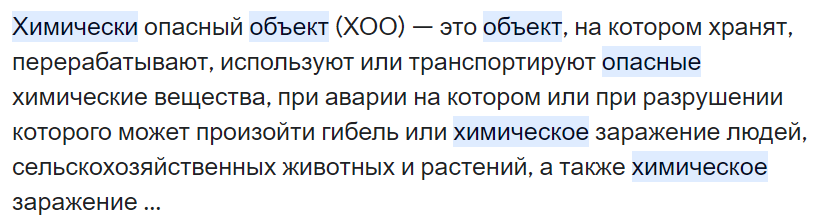 Химически опасный объект (ХОО) — это объект, на котором хранят,
перерабатывают, используют или транспортируют опасные
химические вещества, при аварии на котором или при разрушении
которого может произойти гибель или химическое заражение людей,
сельскохозяйственных животных и растений, а также химическое
заражение ...